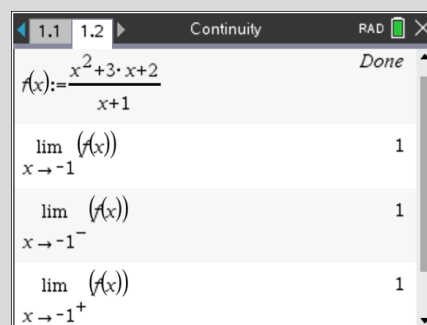 1.1 1.2 Continuity RAD
f(x):=(x²+3·x+2)/(x+1) Done
lim (f(x)) 1
x→-1
lim (f(x)) 1
x→-1⁻
lim (f(x)) 1
x→-1⁺